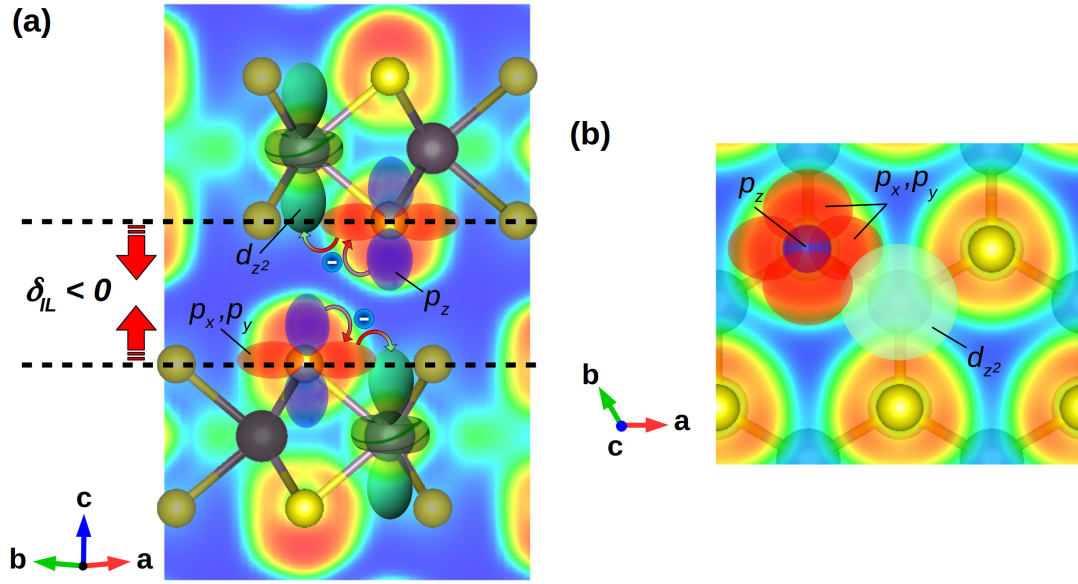 (a)
d_z²
δ_IL < 0
p_z
p_x,p_y
c
b
a
(b)
p_z
p_x,p_y
d_z²
b
a
c